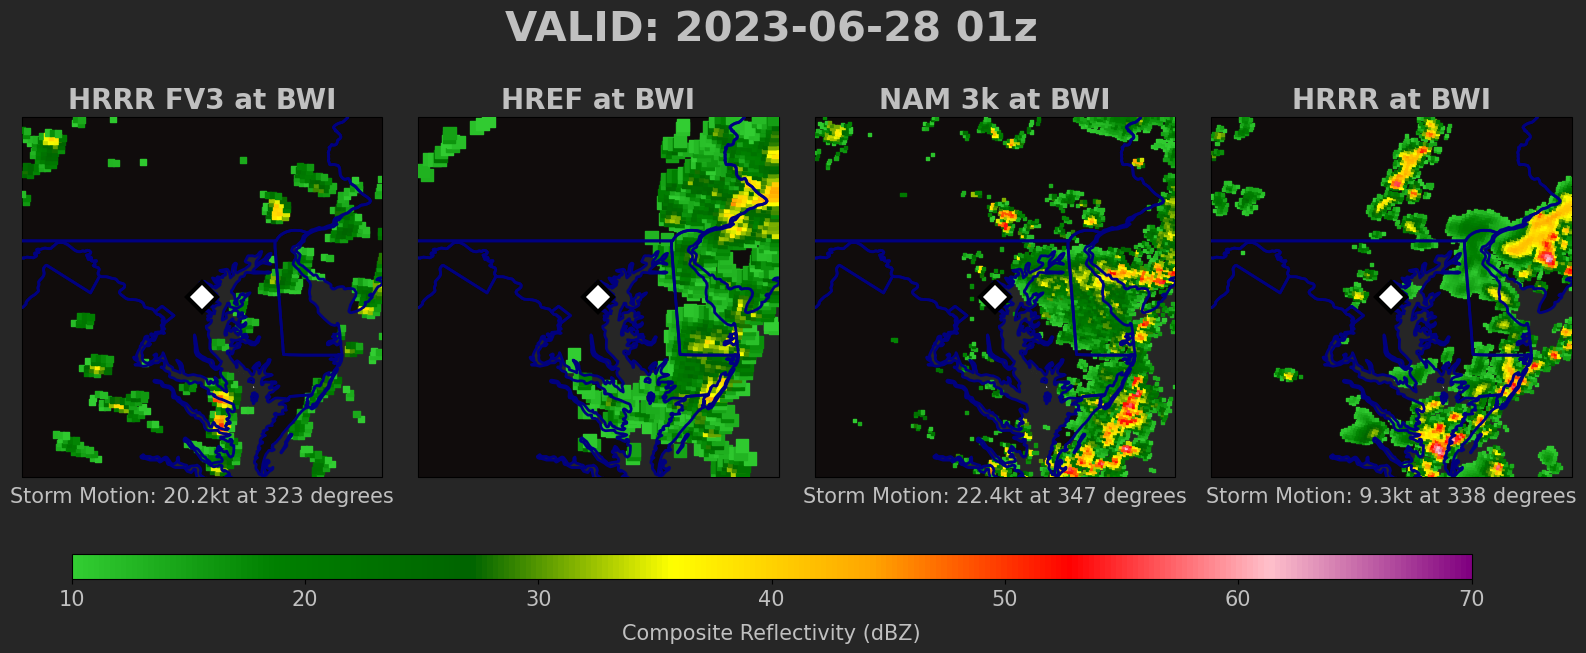 VALID: 2023-06-28 01z
HRRR FV3 at BWI
HREF at BWI
NAM 3k at BWI
HRRR at BWI
Storm Motion: 20.2kt at 323 degrees
Storm Motion: 22.4kt at 347 degrees
Storm Motion: 9.3kt at 338 degrees
10 20 30 40 50 60 70
Composite Reflectivity (dBZ)